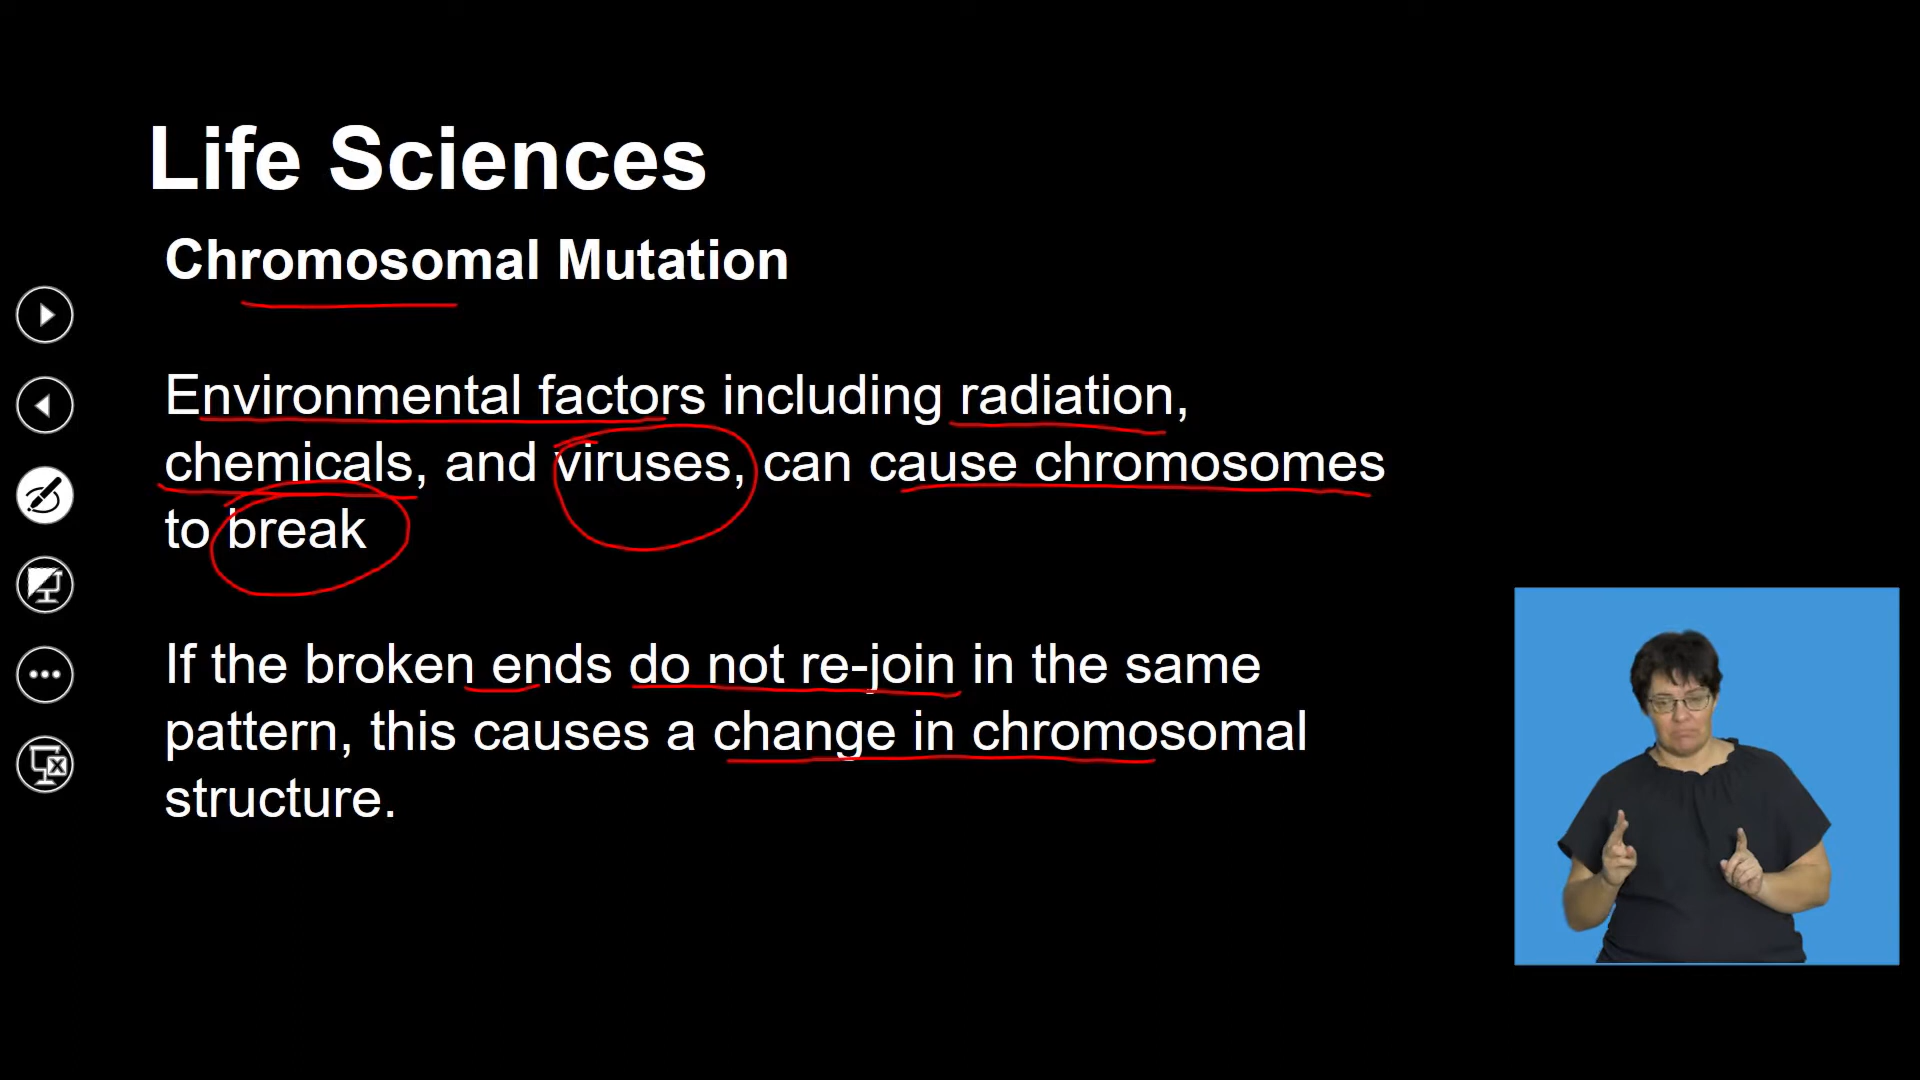 Life Sciences
Chromosomal Mutation
Environmental factors including radiation,
chemicals, and viruses, can cause chromosomes
to break
If the broken ends do not re-join in the same
pattern, this causes a change in chromosomal
structure.